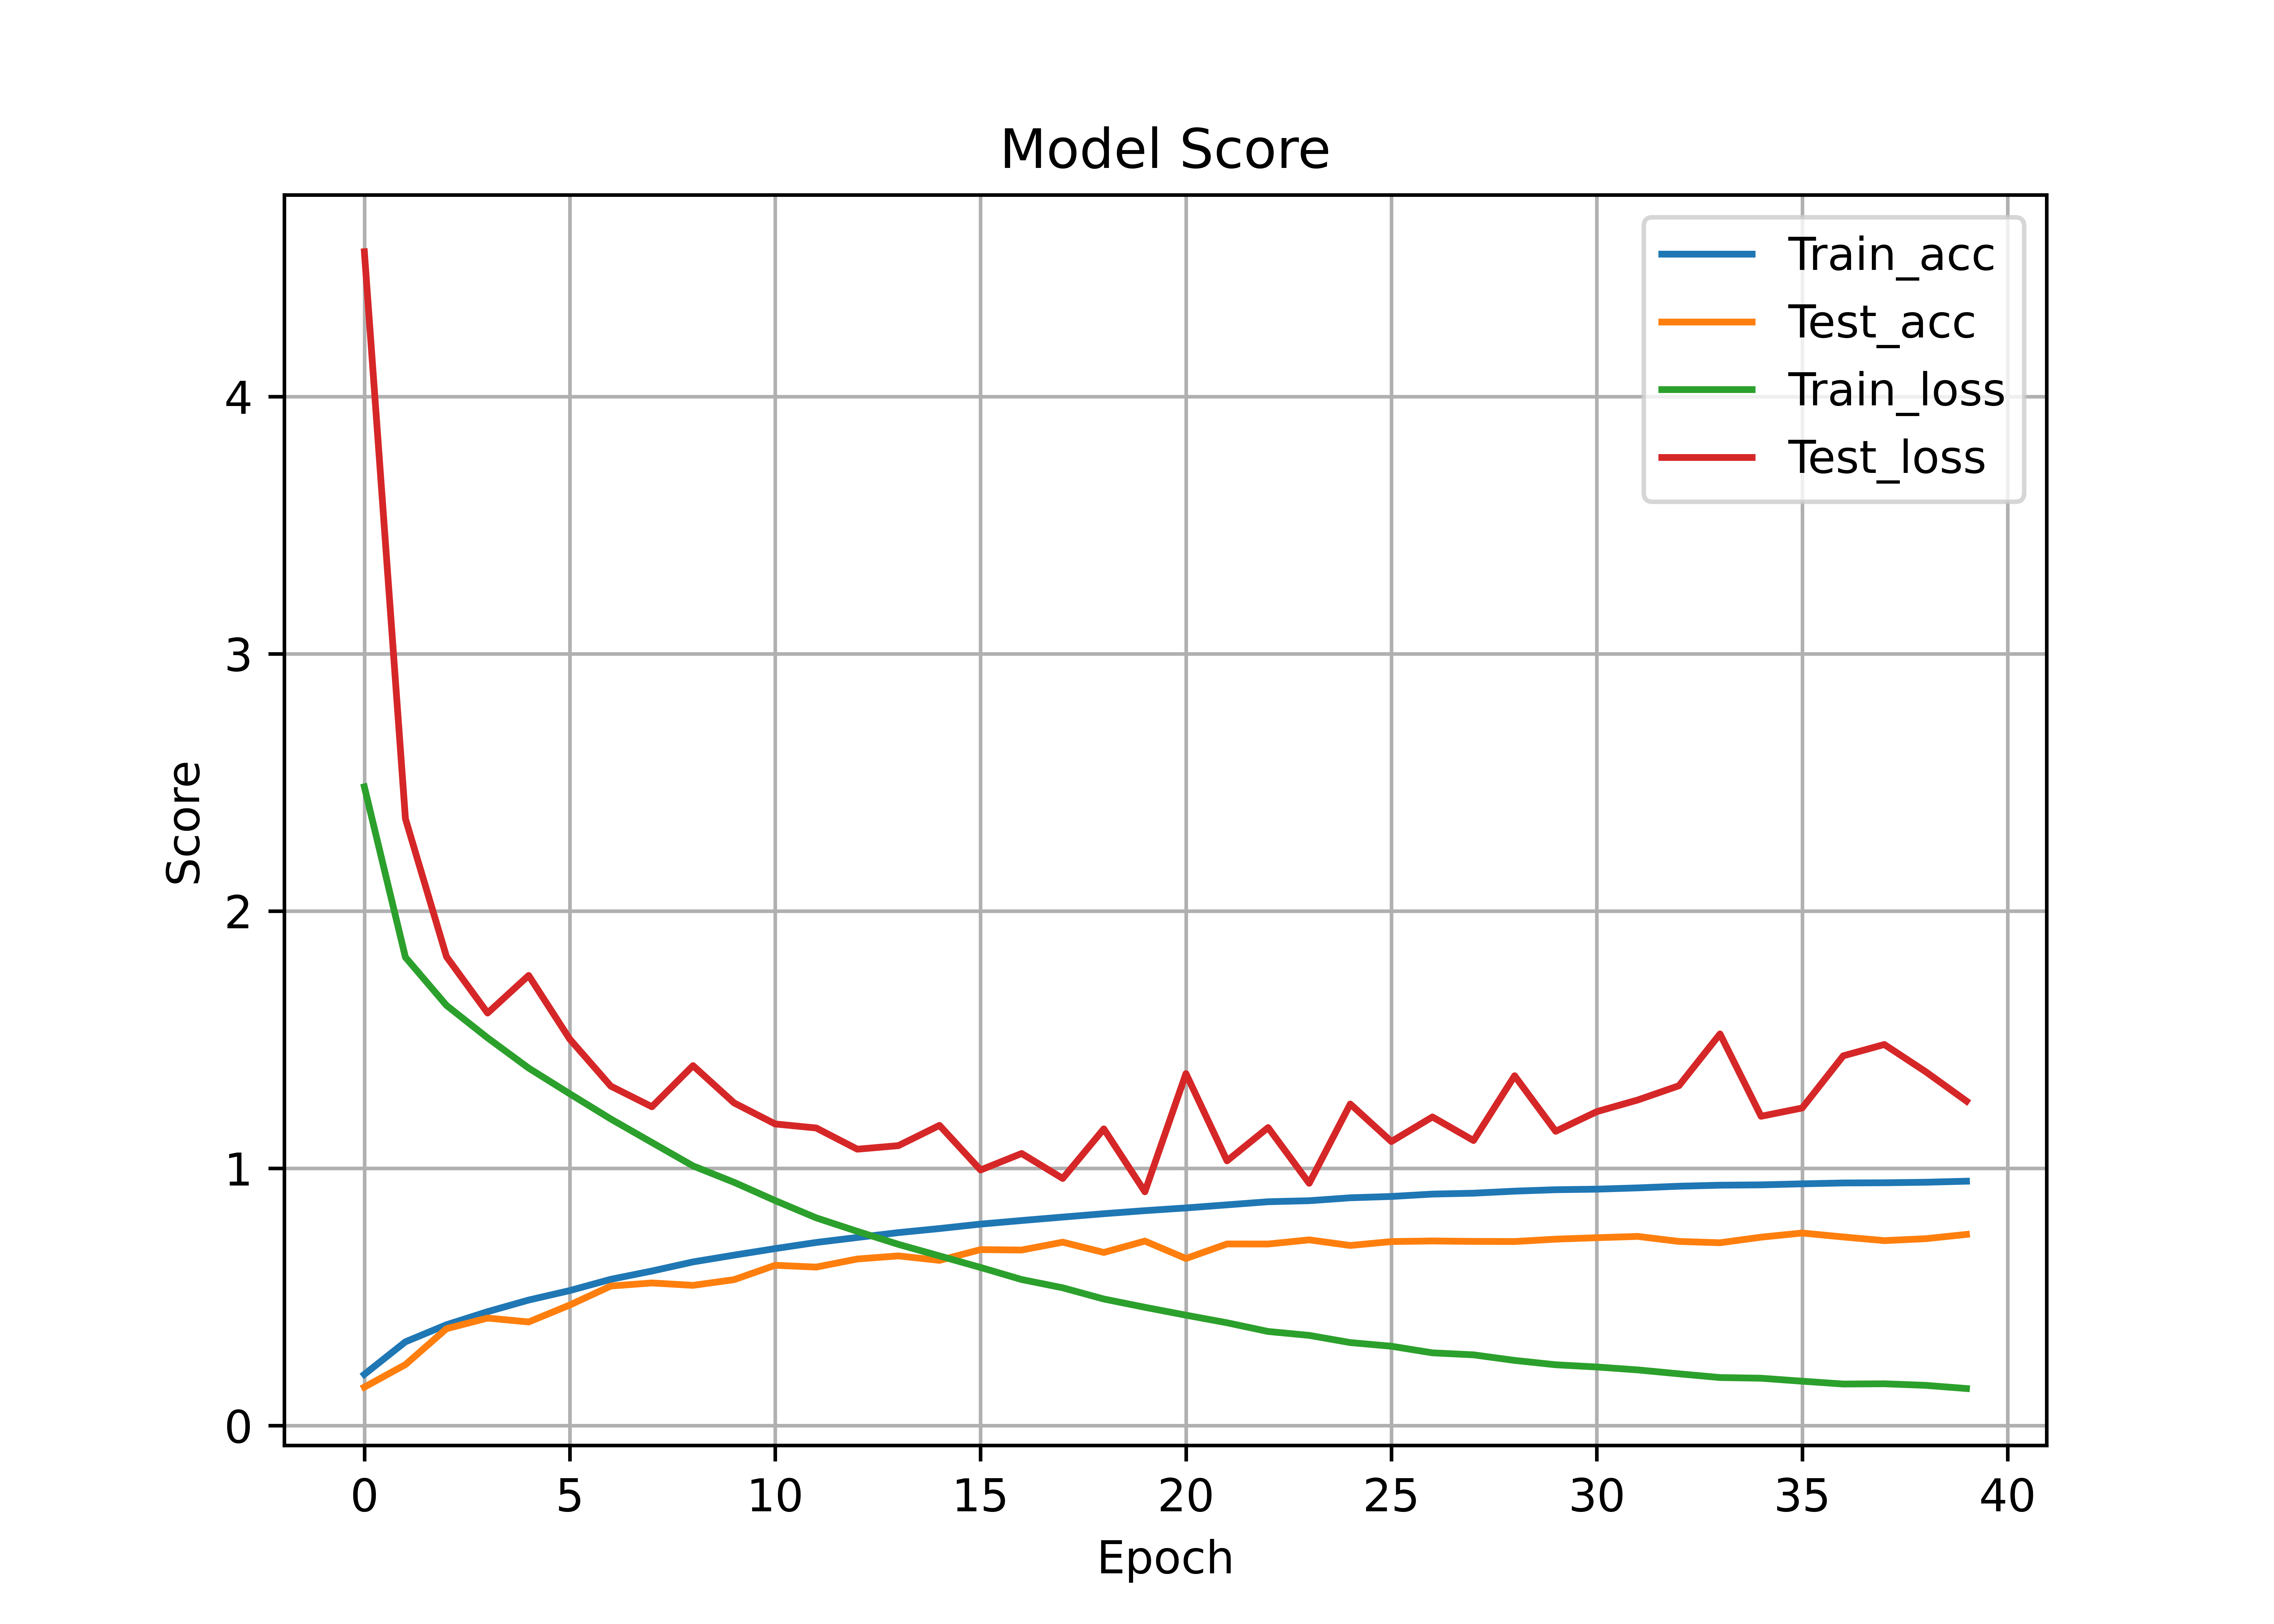 Model Score
Train_acc
Test_acc
Train_loss
Test_loss
4
3
2
1
0
Score
0 5 10 15 20 25 30 35 40
Epoch